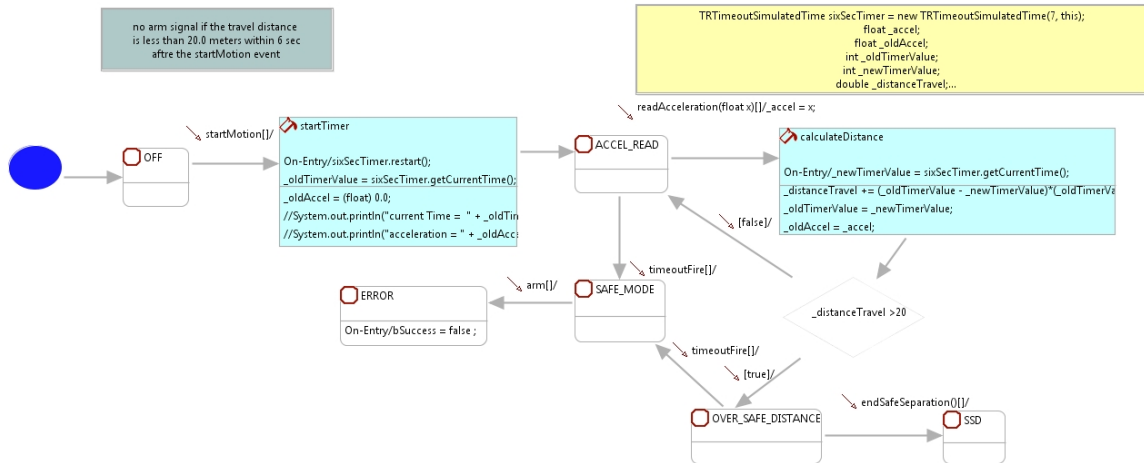 no arm signal if the travel distance
is less than 20.0 meters within 6 sec
aftre the startMotion event
TRTimeoutSimulatedTime sixSecTimer = new TRTimeoutSimulatedTime(7, this);
float _accel;
float _oldAccel;
int _oldTimerValue;
int _newTimerValue;
double _distanceTravel;...
OFF
startMotion[]/
startTimer
On-Entry/sixSecTimer.restart();
_oldTimerValue = sixSecTimer.getCurrentTime();
_oldAccel = (float) 0.0;
//System.out.println("current Time = " + _oldTin
//System.out.println("acceleration = " + _oldAcce
readAcceleration(float x)[]/_accel = x;
ACCEL_READ
calculateDistance
On-Entry/_newTimerValue = sixSecTimer.getCurrentTime();
_distanceTravel += (_oldTimerValue - _newTimerValue)*(_oldTimerVa
_oldTimerValue = _newTimerValue;
_oldAccel = _accel;
[false]/
timeoutFire[]/
SAFE_MODE
arm[]/
ERROR
On-Entry/bSuccess = false ;
_distanceTravel >20
timeoutFire[]/
[true]/
OVER_SAFE_DISTANCE
endSafeSeparation()[]/
SSD